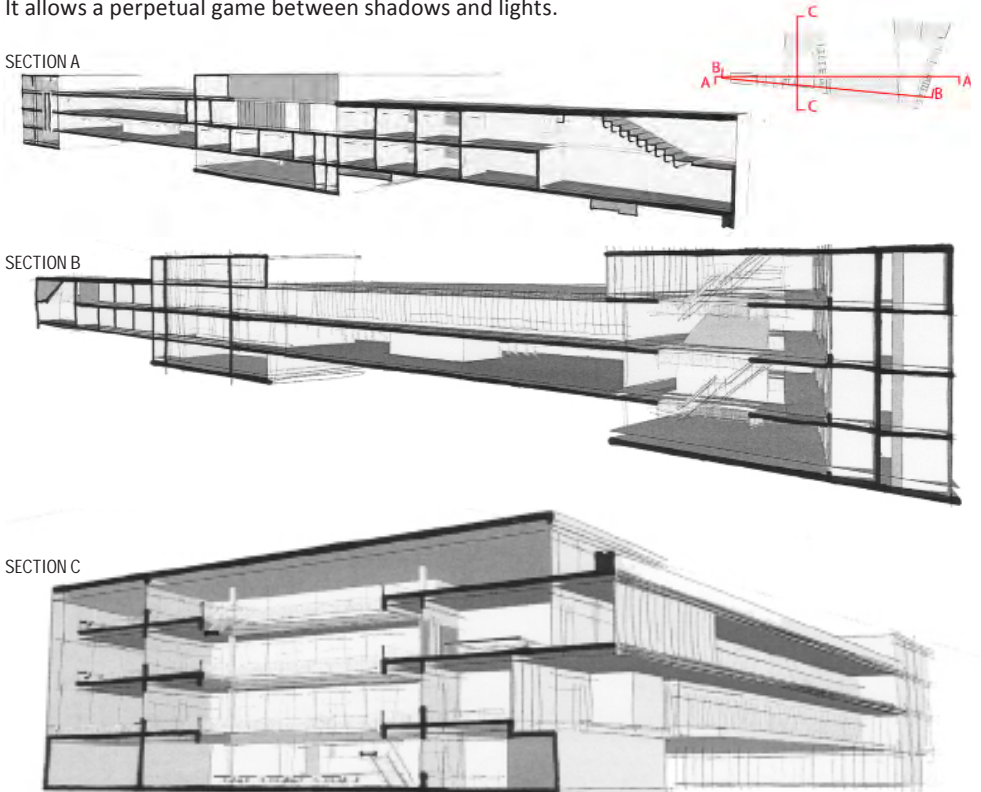 It allows a perpetual game between shadows and lights.
C
SECTION A
B
A
A
B
C
SECTION B
SECTION C